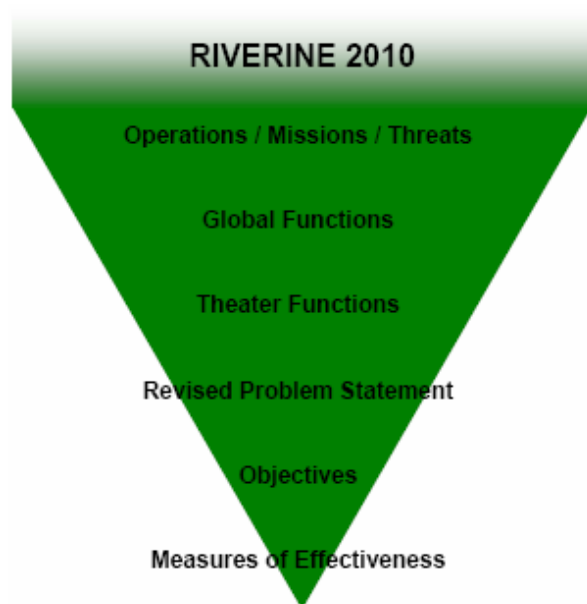 RIVERINE 2010
Operations / Missions / Threats
Global Functions
Theater Functions
Revised Problem Statement
Objectives
Measures of Effectiveness